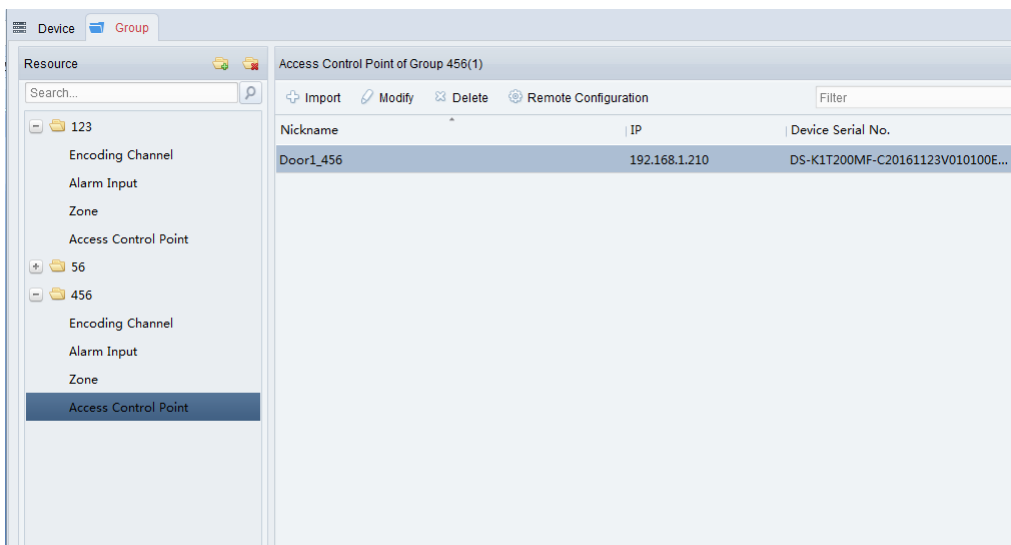 Device Group
Resource
Search...
123
Encoding Channel
Alarm Input
Zone
Access Control Point
56
456
Encoding Channel
Alarm Input
Zone
Access Control Point
Access Control Point of Group 456(1)
Import Modify Delete Remote Configuration Filter
Nickname IP Device Serial No.
Door1_456 192.168.1.210 DS-K1T200MF-C20161123V010100E...